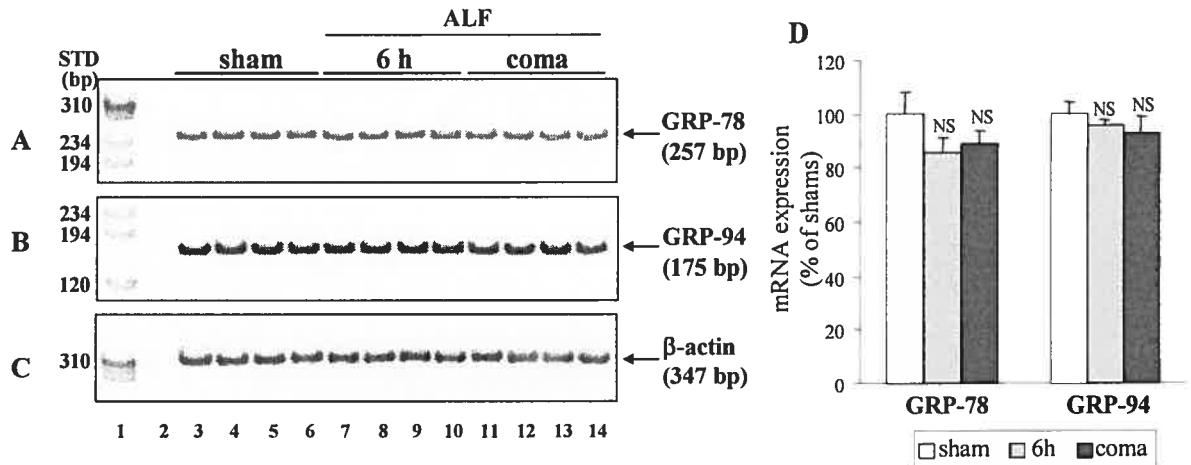 ALF
STD
(bp)
sham
6 h
coma
A
310
234
194
GRP-78
(257 bp)
B
234
194
120
GRP-94
(175 bp)
C
310
β-actin
(347 bp)
1 2 3 4 5 6 7 8 9 10 11 12 13 14
D
mRNA expression
(% of shams)
120
100
80
60
40
20
0
NS NS NS NS
GRP-78 GRP-94
sham 6h coma